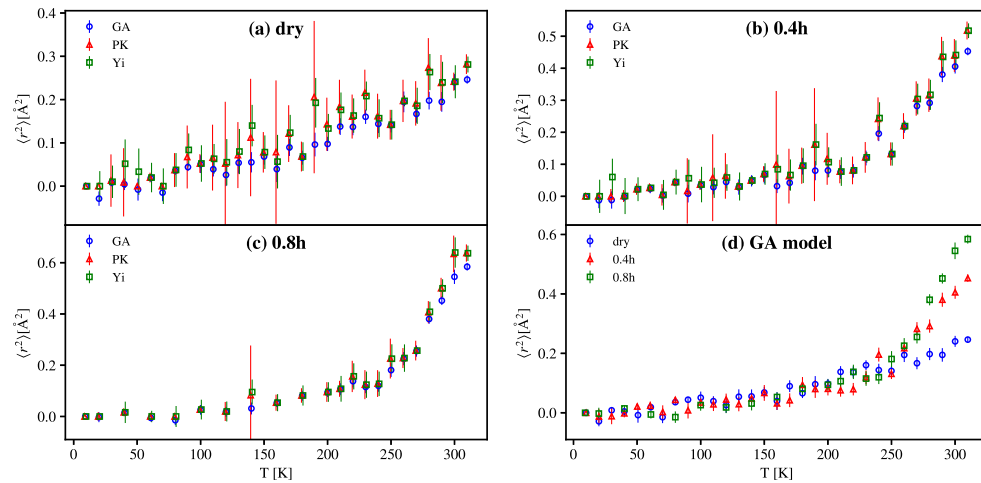 (a) dry
GA
PK
Yi
0.4
0.3
0.2
0.1
0.0
⟨r²⟩[Å²]
(b) 0.4h
GA
PK
Yi
0.5
0.4
0.3
0.2
0.1
0.0
⟨r²⟩[Å²]
(c) 0.8h
GA
PK
Yi
0.6
0.4
0.2
0.0
⟨r²⟩[Å²]
0 50 100 150 200 250 300
T [K]
(d) GA model
dry
0.4h
0.8h
0.6
0.4
0.2
0.0
⟨r²⟩[Å²]
0 50 100 150 200 250 300
T [K]